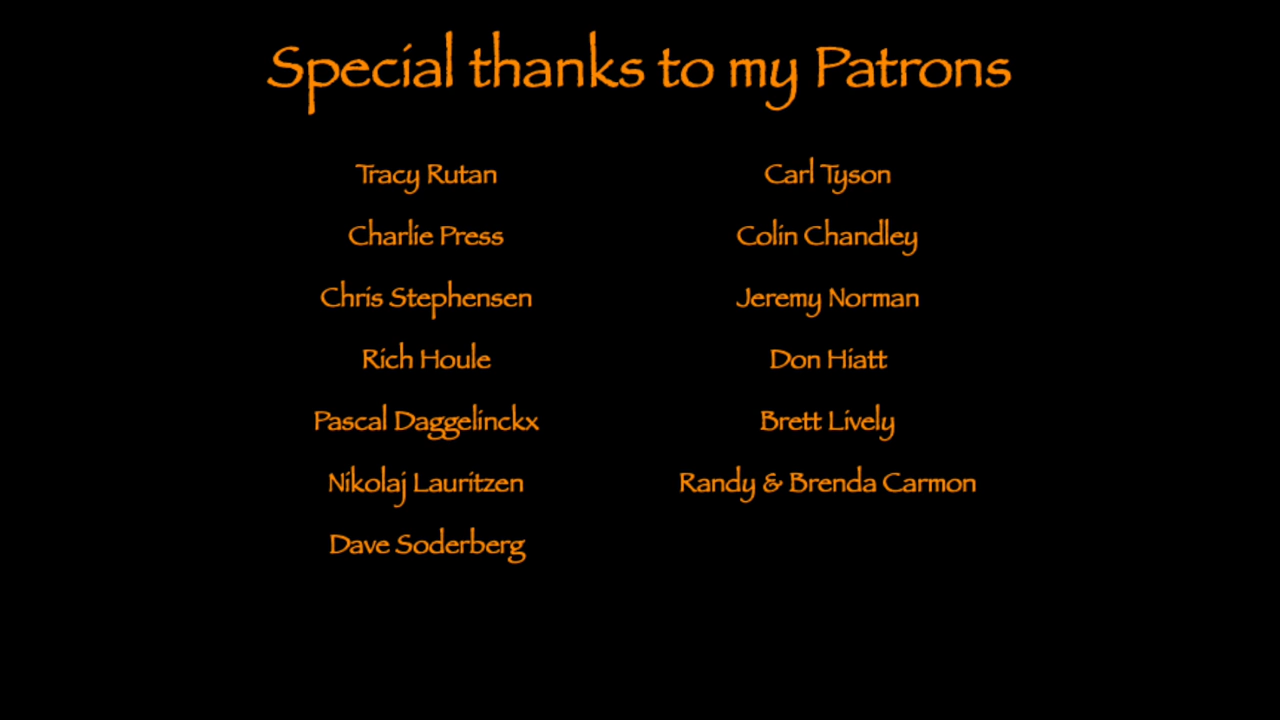 Special thanks to my Patrons
Tracy Rutan
Charlie Press
Chris Stephensen
Rich Houle
Pascal Daggelinckx
Nikolaj Lauritzen
Dave Soderberg
Carl Tyson
Colin Chandley
Jeremy Norman
Don Hiatt
Brett Lively
Randy & Brenda Carmon